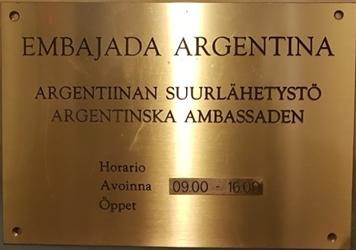 EMBAJADA ARGENTINA
ARGENTIINAN SUURLÄHETYSTÖ
ARGENTINSKA AMBASSADEN
Horario
Avoinna 09.00 - 16.00
Öppet